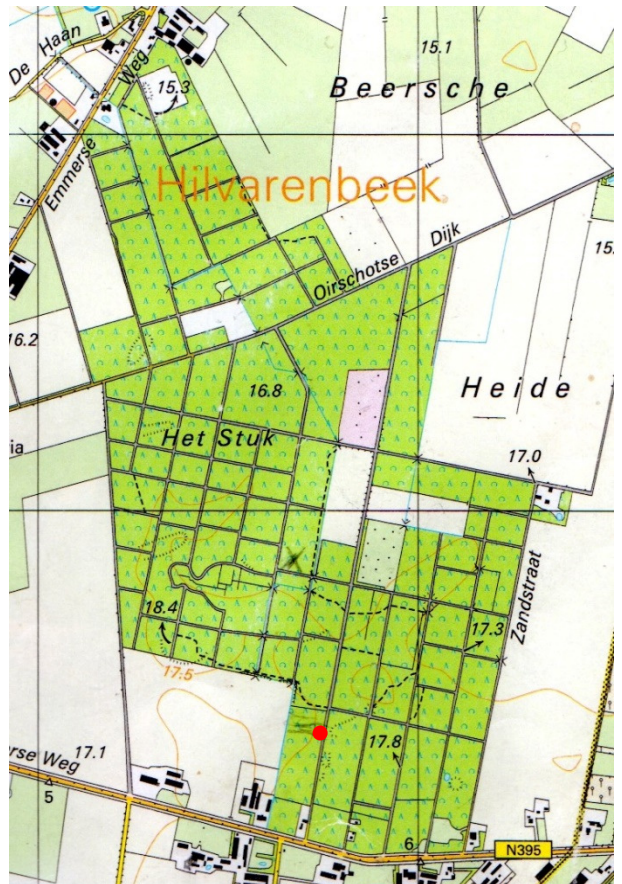 De Haan
Weg
15.3
15.1
Beersche
Emmerse
Hilvarenbeek
Dijk
Oirschotse
15.
16.2
16.8
Heide
Het Stuk
ia
17.0
Zandstraat
18.4
17.3
17.5
17.8
rse Weg
17.1
5
6
N395